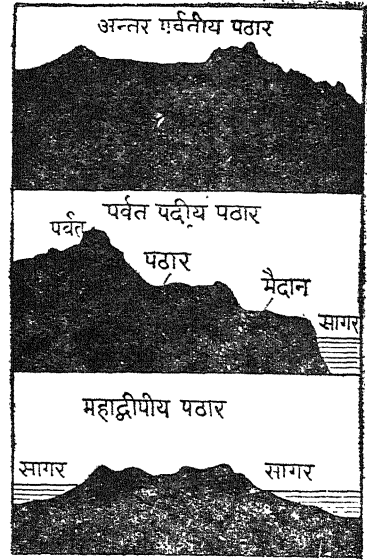 अन्तर पर्वतीय पठार
पर्वत पदीय पठार
पर्वत
पठार
मैदान
सागर
महाद्वीपीय पठार
सागर
सागर